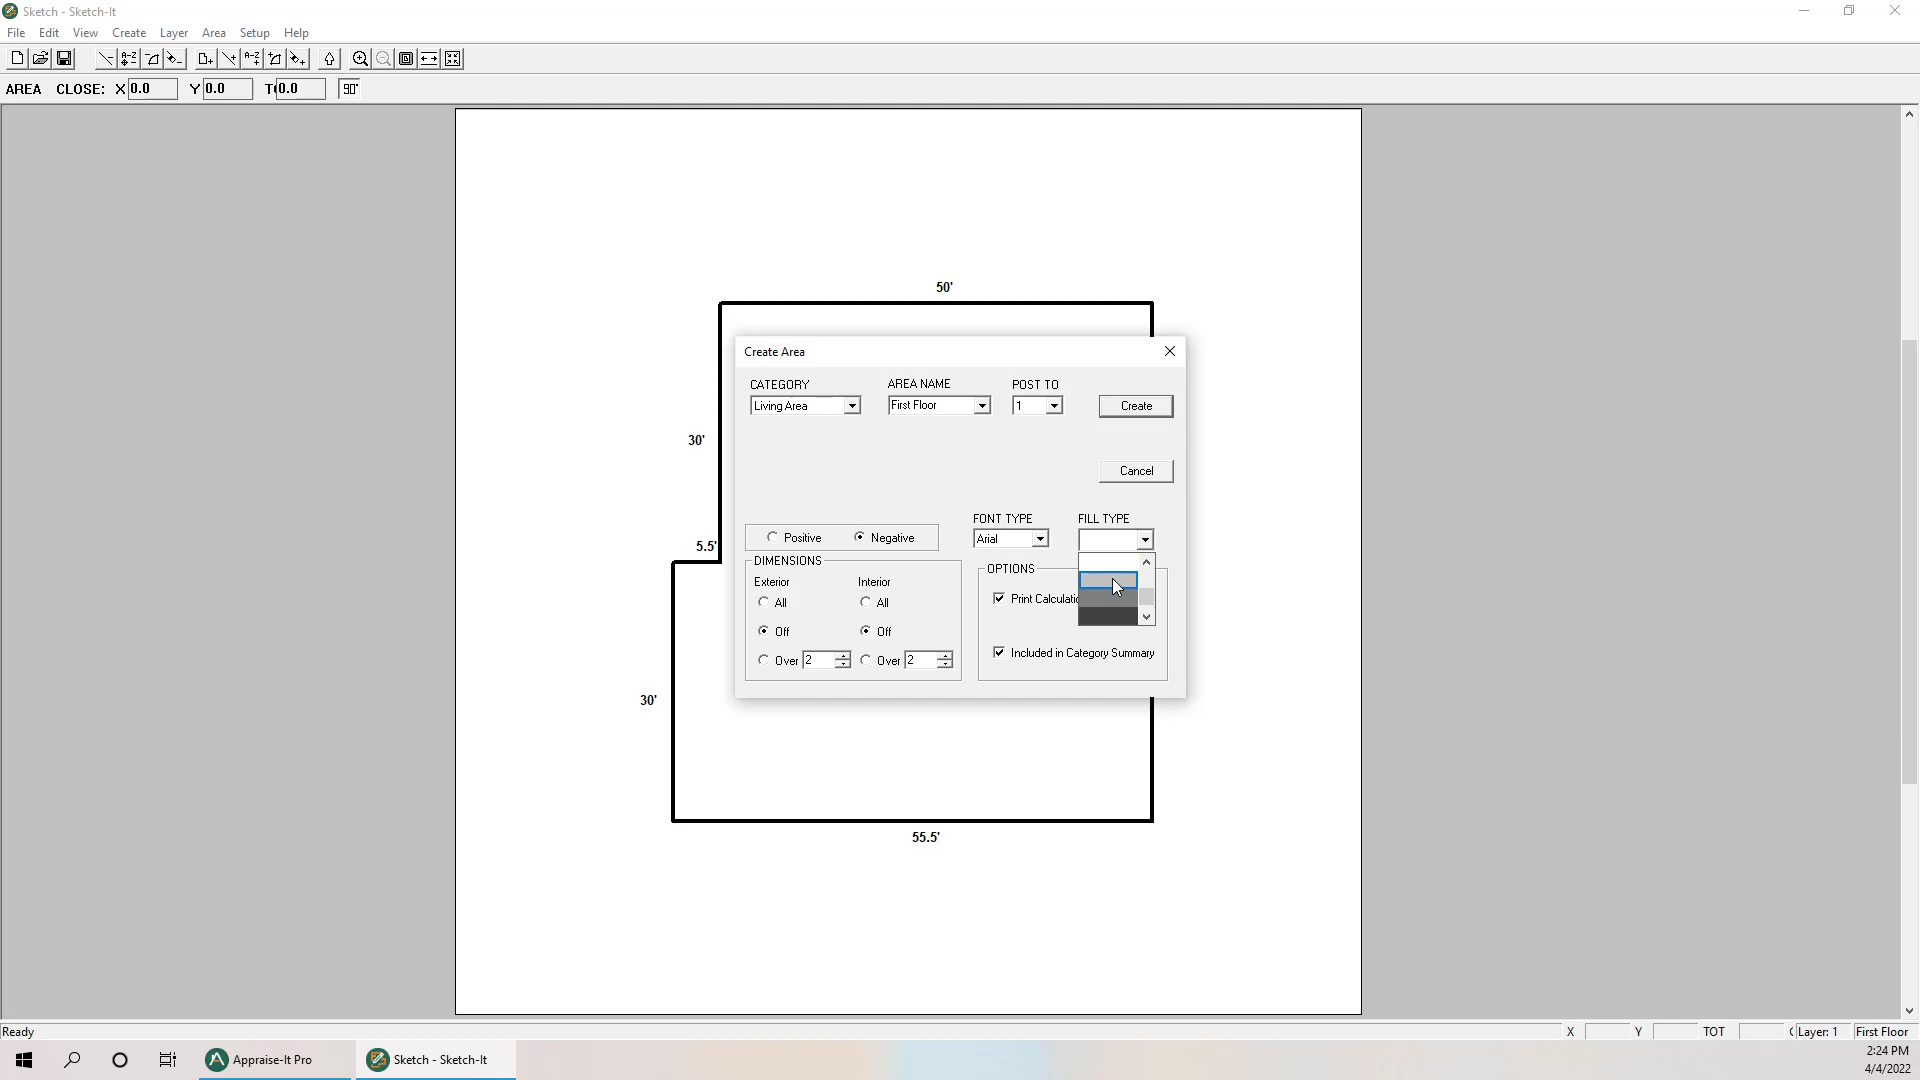 Sketch - Sketch-It
File Edit View Create Layer Area Setup Help
AREA CLOSE: X 0.0 Y 0.0 T( 0.0 90°
50'
Create Area
CATEGORY AREA NAME POST TO
Living Area First Floor 1 Create
30'
Cancel
FONT TYPE FILL TYPE
Positive Negative Arial
5.5'
DIMENSIONS OPTIONS
Exterior Interior
All All Print Calculatic
Off Off
Included in Category Summary
Over 2 Over 2
30'
55.5'
Ready X Y TOT ( Layer: 1 First Floor
Appraise-It Pro Sketch - Sketch-It 2:24 PM
4/4/2022